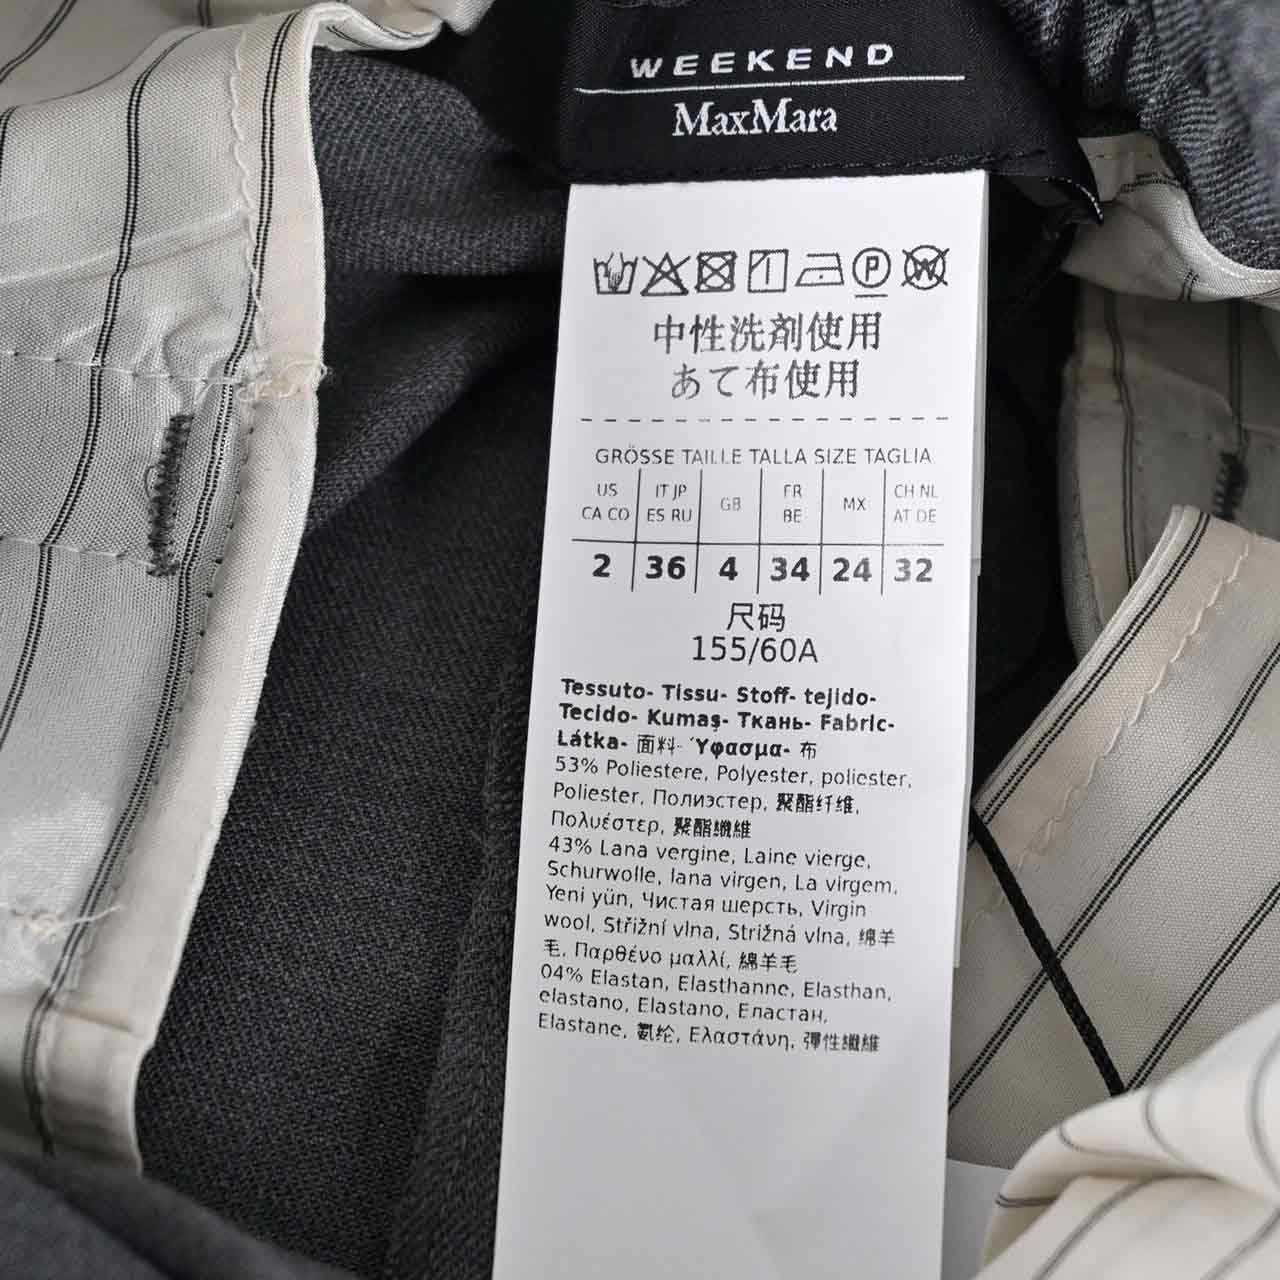 WEEKEND
MaxMara
中性洗剤使用
あて布使用
GRÖSSE TAILLE TALLA SIZE TAGLIA
US CA CO IT JP ES RU GB FR BE MX CH NL AT DE
2 36 4 34 24 32
尺码
155/60A
Tessuto- Tissu- Stoff- tejido-
Tecido- Kumaş- Ткань- Fabric-
Látka- 面料- Ύφασμα- 布
53% Poliestere, Polyester, poliester,
Poliester, Полиэстер, 聚酯纤维,
Πολυέστερ, 聚酯纖維
43% Lana vergine, Laine vierge,
Schurwolle, lana virgen, La virgem,
Yeni yün, Чистая шерсть, Virgin
wool, Střižní vlna, Strižná vlna, 绵羊
毛, Παρθένο μαλλί, 綿羊毛
04% Elastan, Elasthanne, Elasthan,
elastano, Elastano, Еластан,
Elastane, 氨纶, Ελαστάνη, 彈性纖維